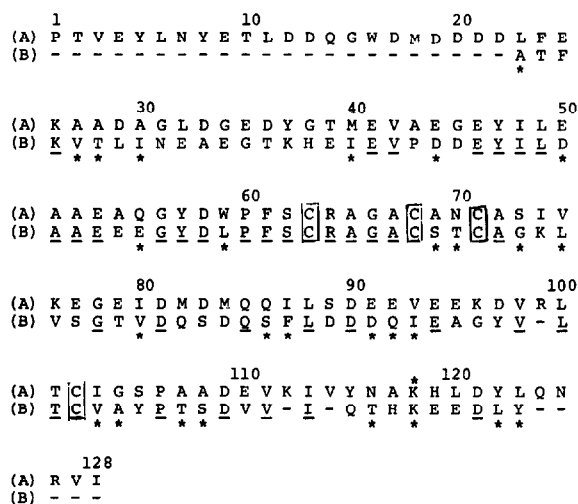 1 10 20
(A) P T V E Y L N Y E T L D D Q G W D M D D D D L F E
(B) - - - - - - - - - - - - - - - - - - - - - - A T F
*
30 40 50
(A) K A A D A G L D G E D Y G T M E V A E G E Y I L E
(B) K V T L I N E A E G T K H E I E V P D D E Y I L D
* * * * * *
60 70
(A) A A E A Q G Y D W P F S C R A G A C A N C A S I V
(B) A A E E E G Y D L P F S C R A G A C S T C A G K L
* * * * * *
80 90 100
(A) K E G E I D M D M Q Q I L S D E E V E E K D V R L
(B) V S G T V D Q S D Q S F L D D D Q I E A G Y V - L
* * * * * *
110 * 120
(A) T C I G S P A A D E V K I V Y N A K H L D Y L Q N
(B) T C V A Y P T S D V V - I - Q T H K E E D L Y - -
* * * * * * *
128
(A) R V I
(B) - - -